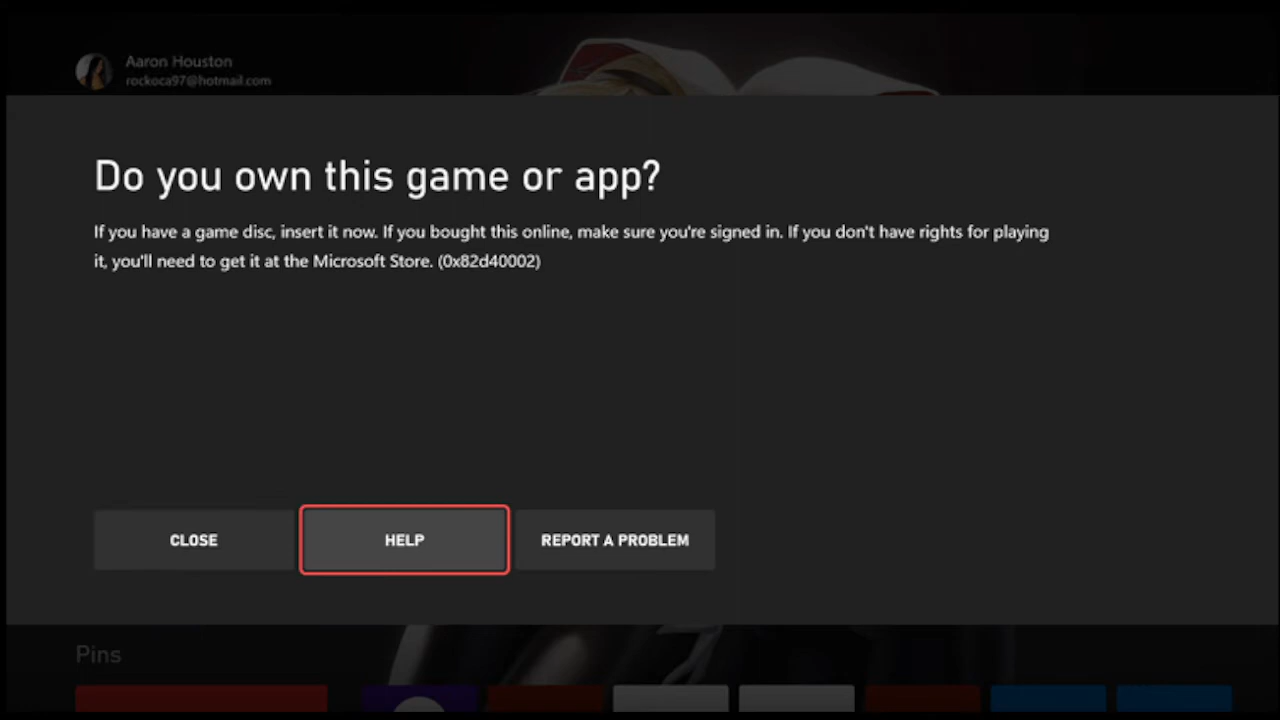 Aaron Houston
rockoca97@hotmail.com
Do you own this game or app?
If you have a game disc, insert it now. If you bought this online, make sure you're signed in. If you don't have rights for playing
it, you'll need to get it at the Microsoft Store. (0x82d40002)
CLOSE
HELP
REPORT A PROBLEM
Pins